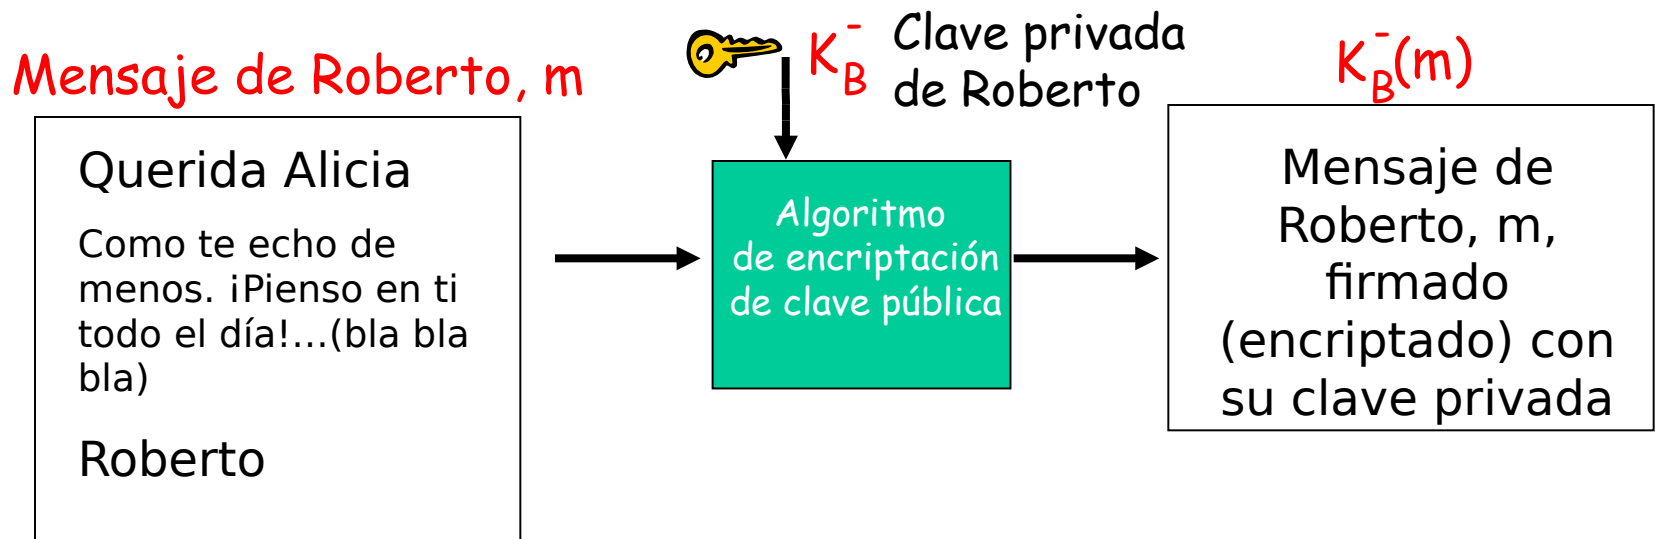 Mensaje de Roberto, m
Querida Alicia
Como te echo de
menos. ¡Pienso en ti
todo el día!...(bla bla
bla)
Roberto
K
-
B
Clave privada
de Roberto
Algoritmo
de encriptación
de clave pública
K
-
B
(m)
Mensaje de
Roberto, m,
firmado
(encriptado) con
su clave privada